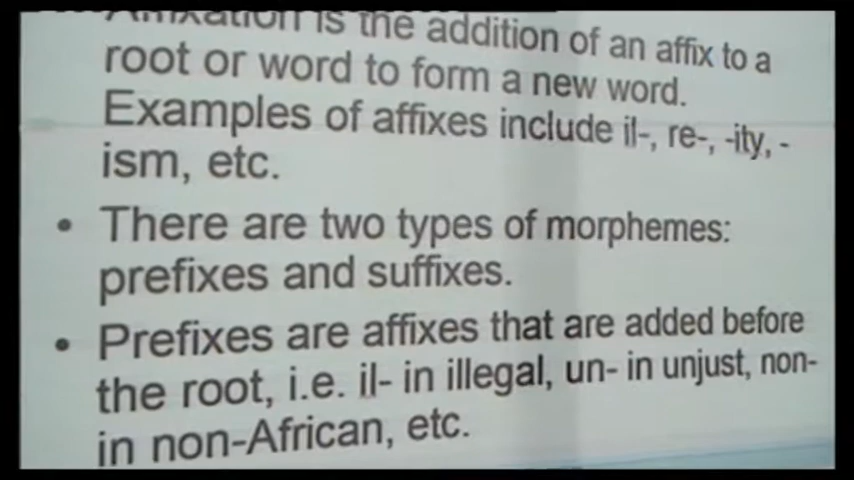 Affixation is the addition of an affix to a
root or word to form a new word.
Examples of affixes include il-, re-, -ity, -
ism, etc.
• There are two types of morphemes:
prefixes and suffixes.
• Prefixes are affixes that are added before
the root, i.e. il- in illegal, un- in unjust, non-
in non-African, etc.